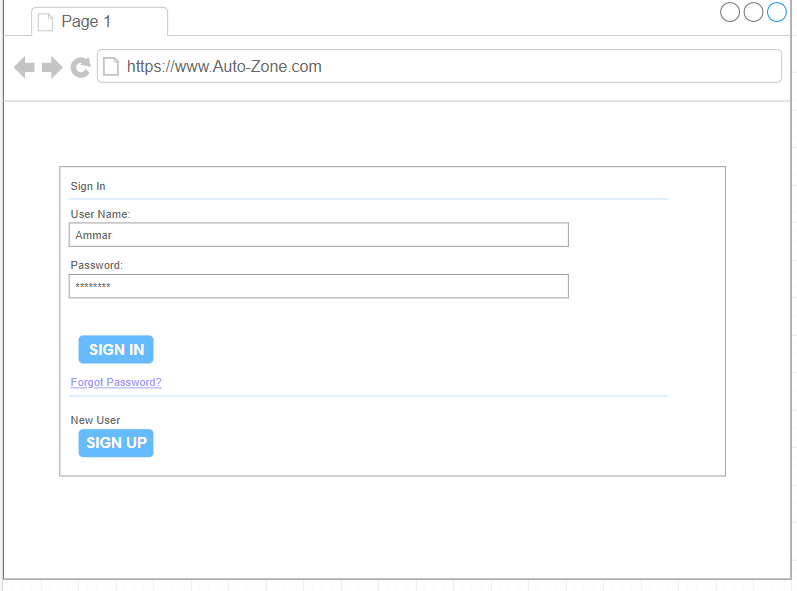 Page 1
https://www.Auto-Zone.com
Sign In
User Name:
Ammar
Password:
********
SIGN IN
Forgot Password?
New User
SIGN UP